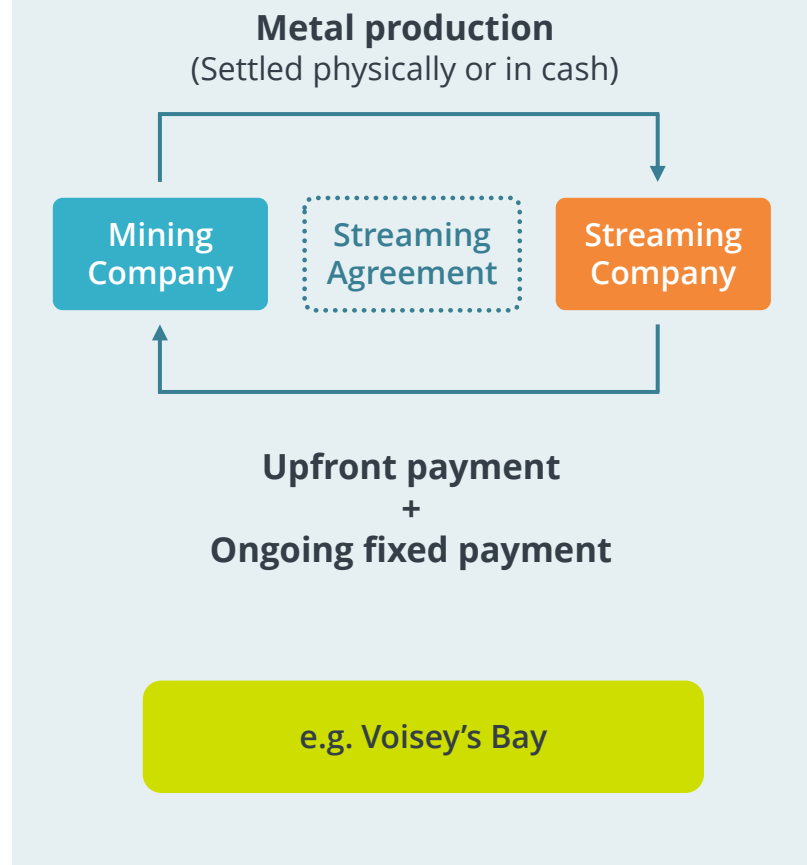 Metal production
(Settled physically or in cash)
Mining
Company
Streaming
Agreement
Streaming
Company
Upfront payment
+
Ongoing fixed payment
e.g. Voisey’s Bay